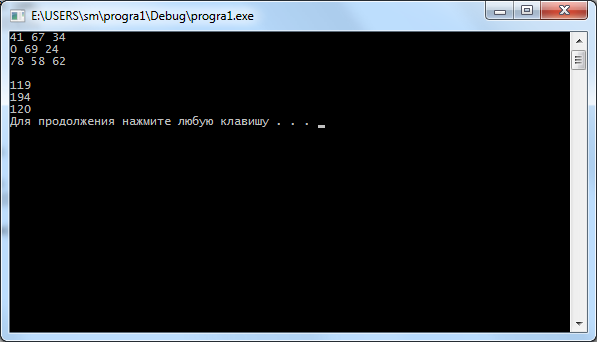 E:\USERS\sm\progra1\Debug\progra1.exe
41 67 34
0 69 24
78 58 62
119
194
120
Для продолжения нажмите любую клавишу . . .